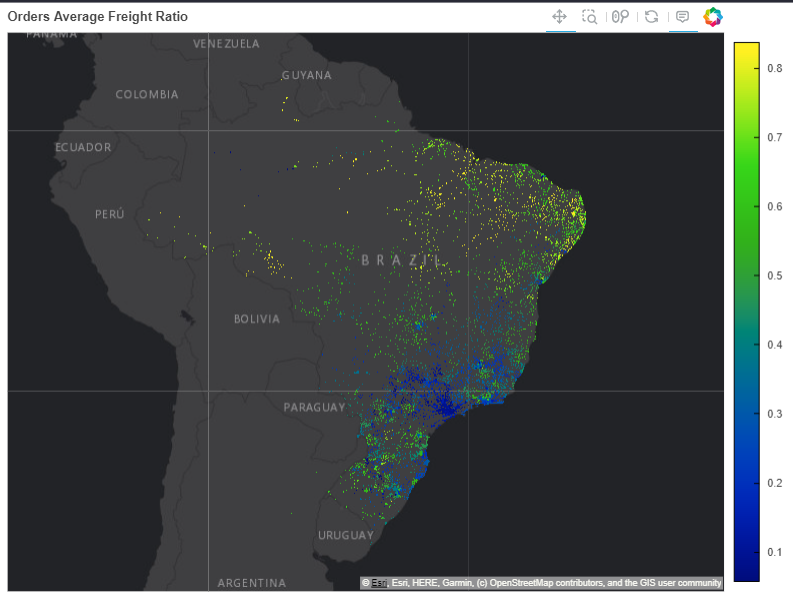 Orders Average Freight Ratio
PANAMÁ
VENEZUELA
GUYANA
COLOMBIA
ECUADOR
PERÚ
BRAZIL
BOLIVIA
PARAGUAY
URUGUAY
ARGENTINA
© Esri, Esri, HERE, Garmin, (c) OpenStreetMap contributors, and the GIS user community
0.8
0.7
0.6
0.5
0.4
0.3
0.2
0.1